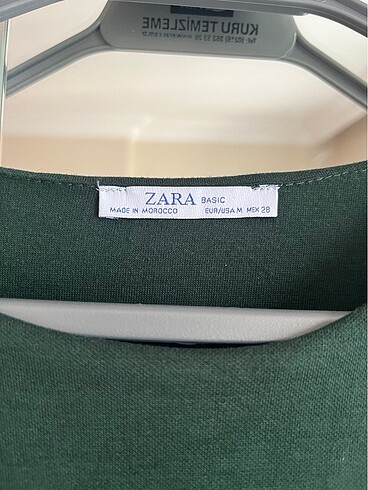 KURU TEMİZLEME
ZARA BASIC
MADE IN MOROCCO EUR/USA M MEX 28